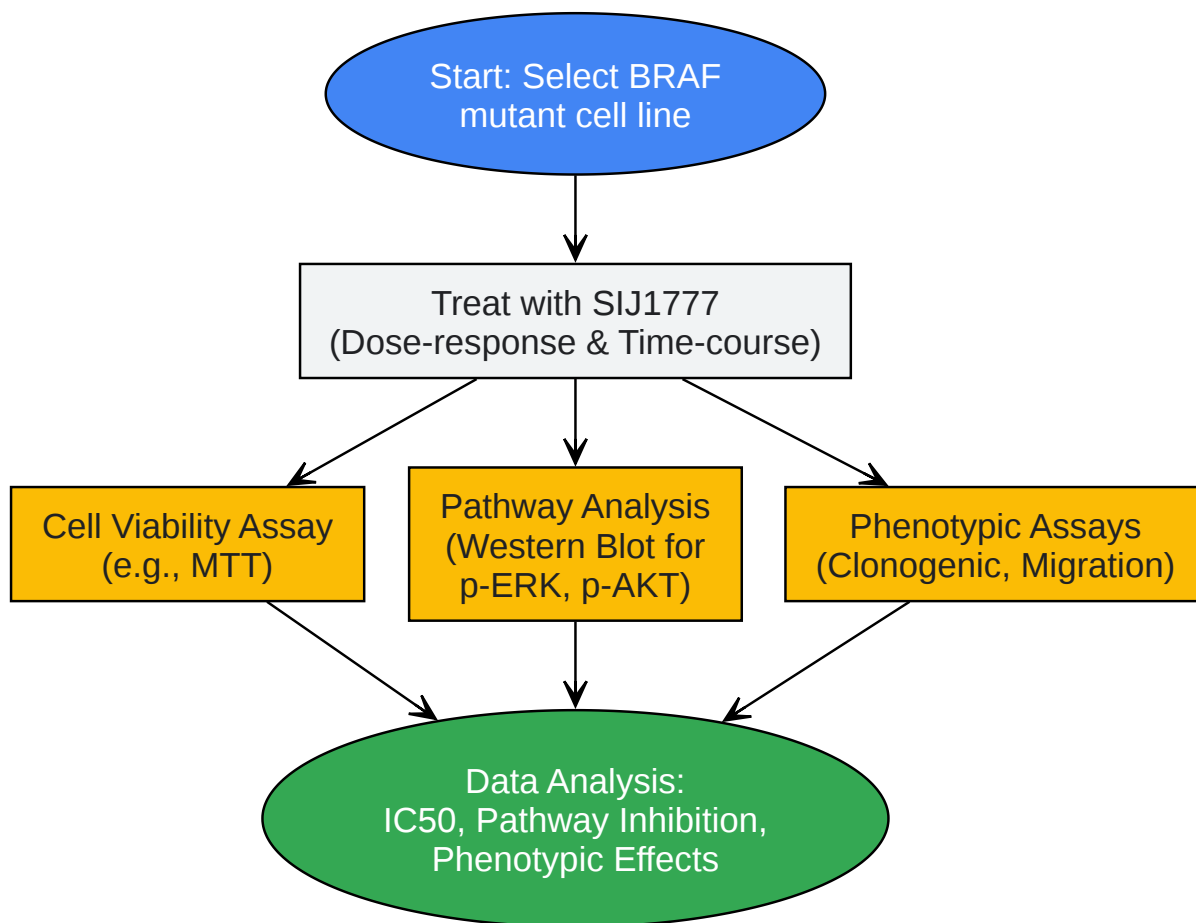 Start: Select BRAF
mutant cell line
Treat with SIJ1777
(Dose-response & Time-course)
Cell Viability Assay
(e.g., MTT)
Pathway Analysis
(Western Blot for
p-ERK, p-AKT)
Phenotypic Assays
(Clonogenic, Migration)
Data Analysis:
IC50, Pathway Inhibition,
Phenotypic Effects